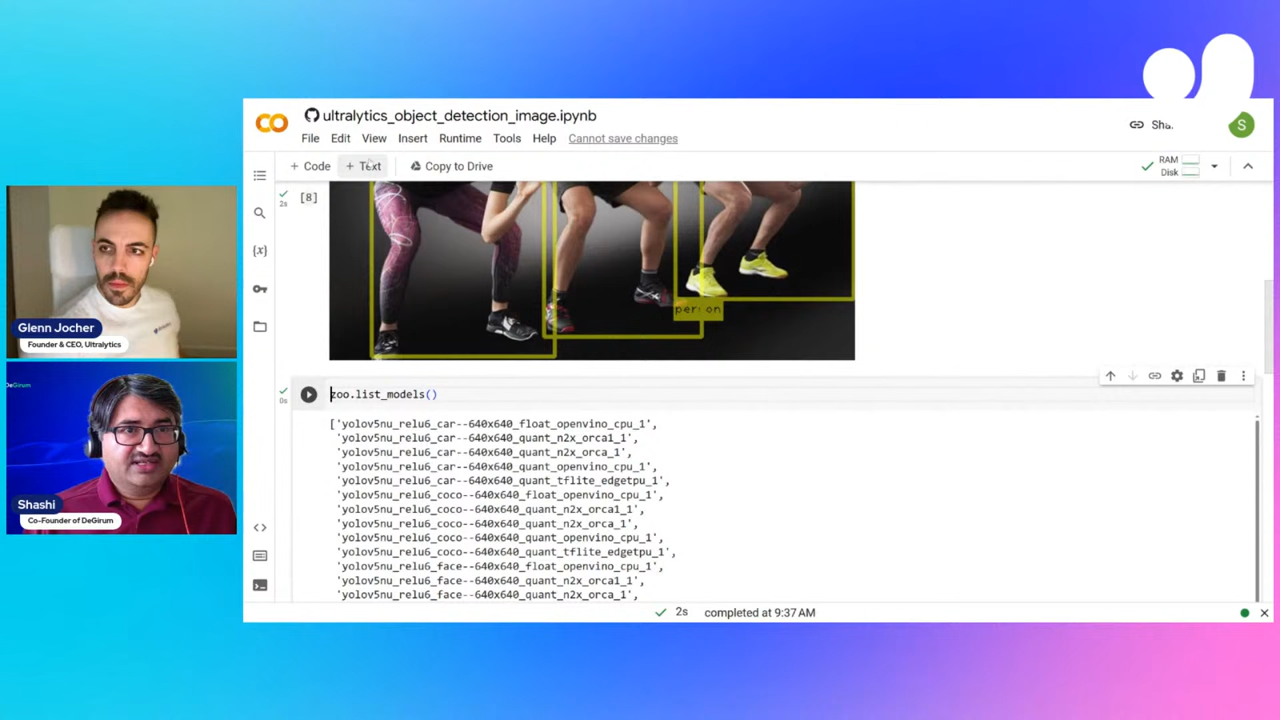 ultralytics_object_detection_image.ipynb
File Edit View Insert Runtime Tools Help Cannot save changes
Sha.
S
+ Code + Text Copy to Drive
RAM
Disk
2s
[8]
person
{x}
0s
zoo.list_models()
['yolov5nu_relu6_car--640x640_float_openvino_cpu_1',
'yolov5nu_relu6_car--640x640_quant_n2x_orca1_1',
'yolov5nu_relu6_car--640x640_quant_n2x_orca_1',
'yolov5nu_relu6_car--640x640_quant_openvino_cpu_1',
'yolov5nu_relu6_car--640x640_quant_tflite_edgetpu_1',
'yolov5nu_relu6_coco--640x640_float_openvino_cpu_1',
'yolov5nu_relu6_coco--640x640_quant_n2x_orca1_1',
'yolov5nu_relu6_coco--640x640_quant_n2x_orca_1',
'yolov5nu_relu6_coco--640x640_quant_openvino_cpu_1',
'yolov5nu_relu6_coco--640x640_quant_tflite_edgetpu_1',
'yolov5nu_relu6_face--640x640_float_openvino_cpu_1',
'yolov5nu_relu6_face--640x640_quant_n2x_orca1_1',
'yolov5nu_relu6_face--640x640_quant_n2x_orca_1',
2s completed at 9:37 AM
Glenn Jocher
Founder & CEO, Ultralytics
DeGirum
Shashi
Co-Founder of DeGirum